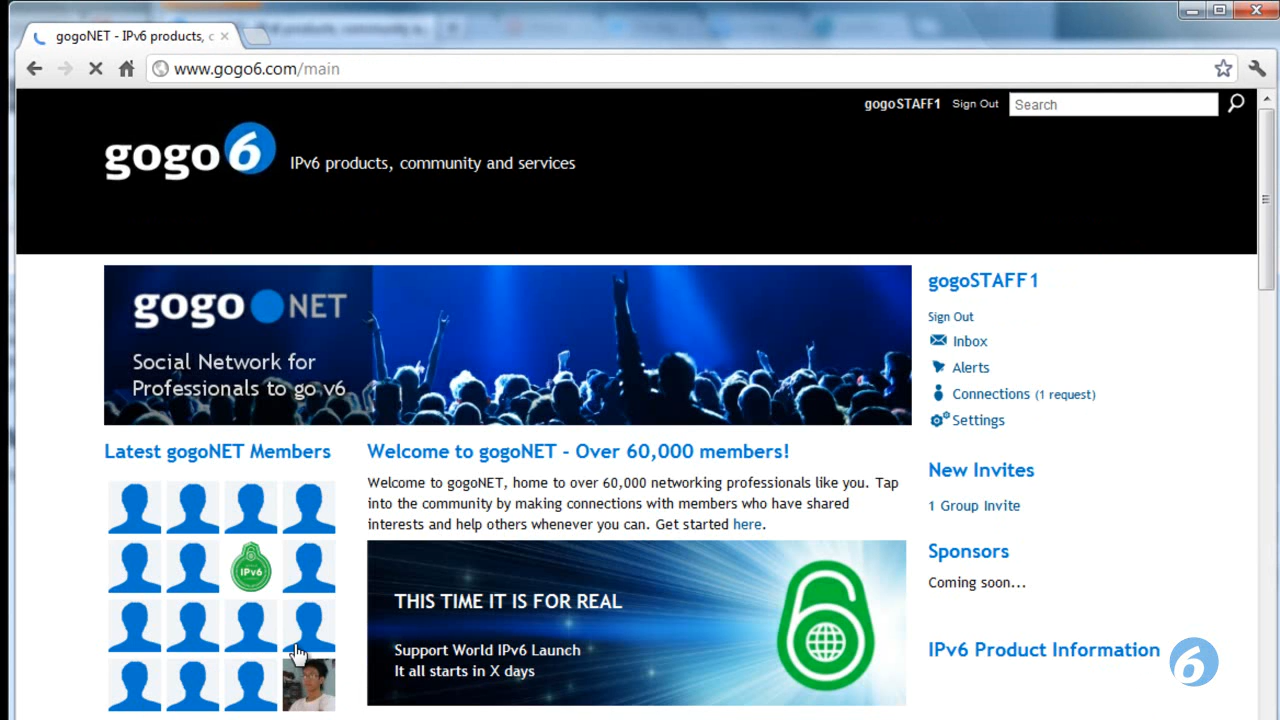 gogoNET - IPv6 products, c
www.gogo6.com/main
gogoSTAFF1 Sign Out Search
gogo6 IPv6 products, community and services
gogo NET
Social Network for
Professionals to go v6
gogoSTAFF1
Sign Out
Inbox
Alerts
Connections (1 request)
Settings
New Invites
1 Group Invite
Sponsors
Coming soon...
IPv6 Product Information
6
Latest gogoNET Members
IPv6
Welcome to gogoNET - Over 60,000 members!
Welcome to gogoNET, home to over 60,000 networking professionals like you. Tap
into the community by making connections with members who have shared
interests and help others whenever you can. Get started here.
THIS TIME IT IS FOR REAL
Support World IPv6 Launch
It all starts in X days
6